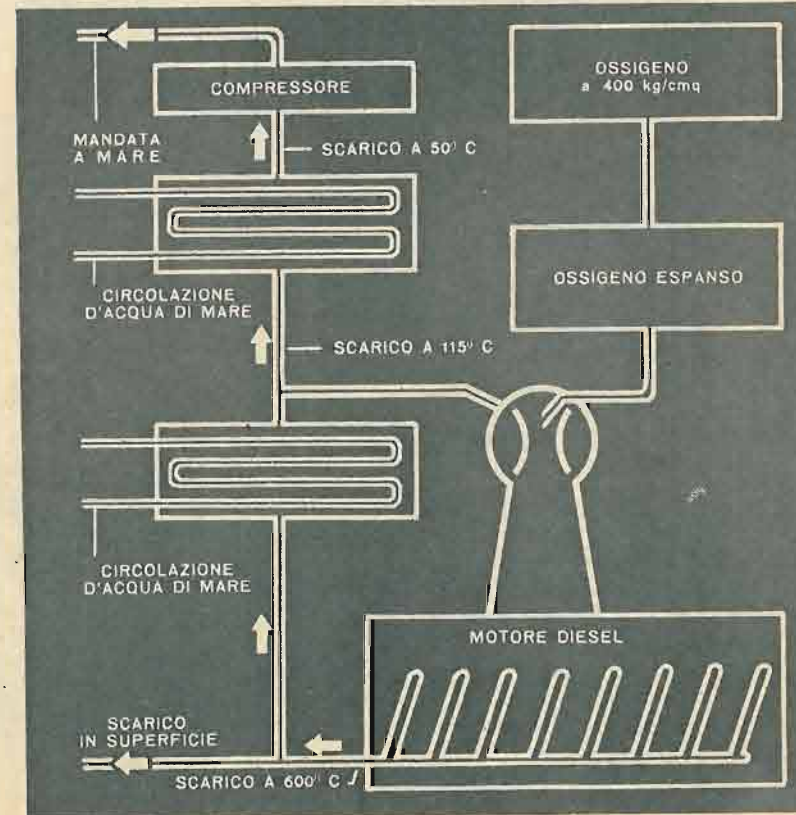 COMPRESSORE
OSSIGENO
a 400 kg/cmq
MANDATA
A MARE
SCARICO A 50° C
CIRCOLAZIONE
D'ACQUA DI MARE
OSSIGENO ESPANSO
SCARICO A 115° C
CIRCOLAZIONE
D'ACQUA DI MARE
MOTORE DIESEL
SCARICO
IN SUPERFICIE
SCARICO A 600° C